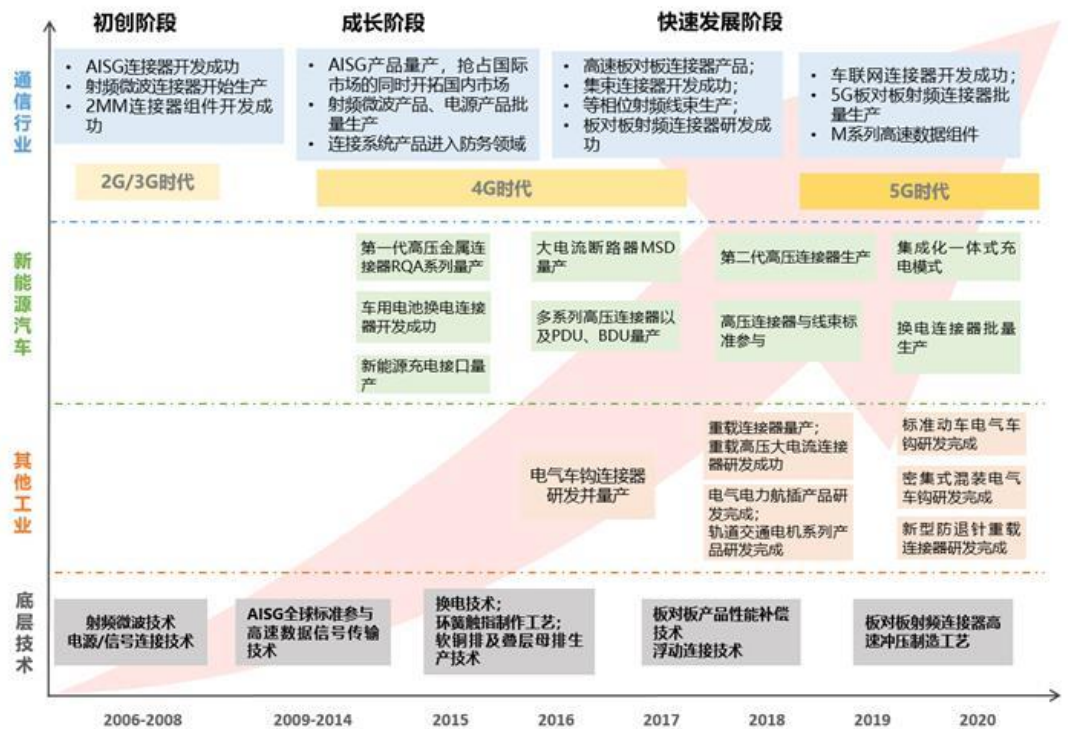 初创阶段
成长阶段
快速发展阶段
通信行业
• AISG连接器开发成功
• 射频微波连接器开始生产
• 2MM连接器组件开发成
功
• AISG产品量产，抢占国际
市场的同时开拓国内市场
• 射频微波产品、电源产品批
量生产
• 连接系统产品进入防务领域
• 高速板对板连接器产品；
• 集束连接器开发成功；
• 等相位射频线束生产；
• 板对板射频连接器研发成
功
• 车联网连接器开发成功；
• 5G板对板射频连接器批
量生产
• M系列高速数据组件
2G/3G时代
4G时代
5G时代
新能源汽车
第一代高压金属连
接器RQA系列量产
车用电池换电连接
器开发成功
新能源充电接口量
产
大电流断路器MSD
量产
多系列高压连接器以
及PDU、BDU量产
第二代高压连接器生产
高压连接器与线束标
准参与
集成化一体式充
电模式
换电连接器批量
生产
其他工业
电气车钩连接器
研发并量产
重载连接器量产；
重载高压大电流连接
器研发成功
电气电力航插产品研
发完成；
轨道交通电机系列产
品研发完成
标准动车电气车
钩研发完成
密集式混装电气
车钩研发完成
新型防退针重载
连接器研发完成
底层技术
射频微波技术
电源/信号连接技术
AISG全球标准参与
高速数据信号传输
技术
换电技术；
环簧触指制作工艺；
软铜排及叠层母排生
产技术
板对板产品性能补偿
技术
浮动连接技术
板对板射频连接器高
速冲压制造工艺
2006-2008
2009-2014
2015
2016
2017
2018
2019
2020